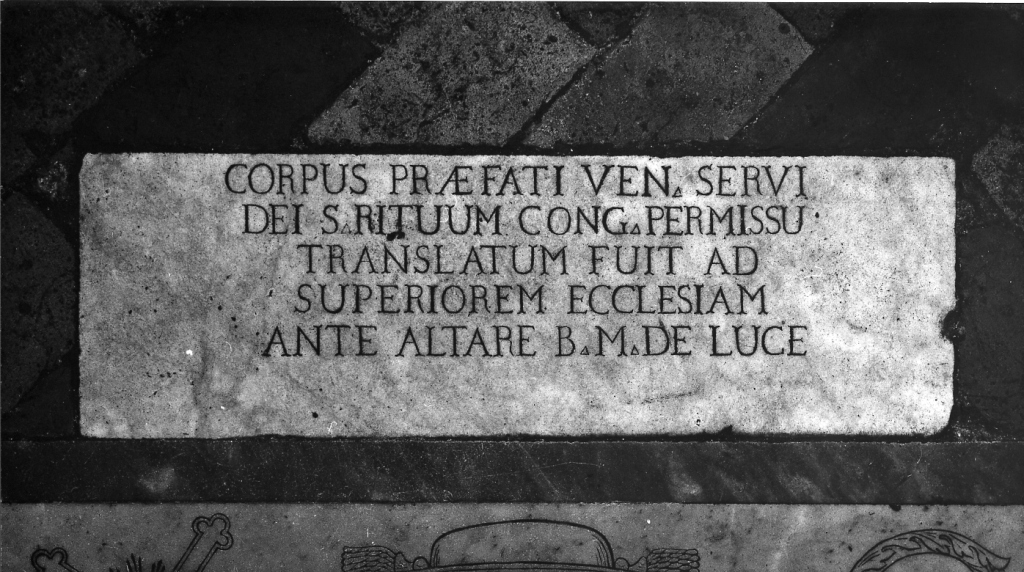 CORPUS PRÆFATI VEN▵ SERVI
DEI S▵RITUUM CONG▵PERMISSU
TRANSLATUM FUIT AD
SUPERIOREM ECCLESIAM
ANTE ALTARE B▵M▵DE LUCE